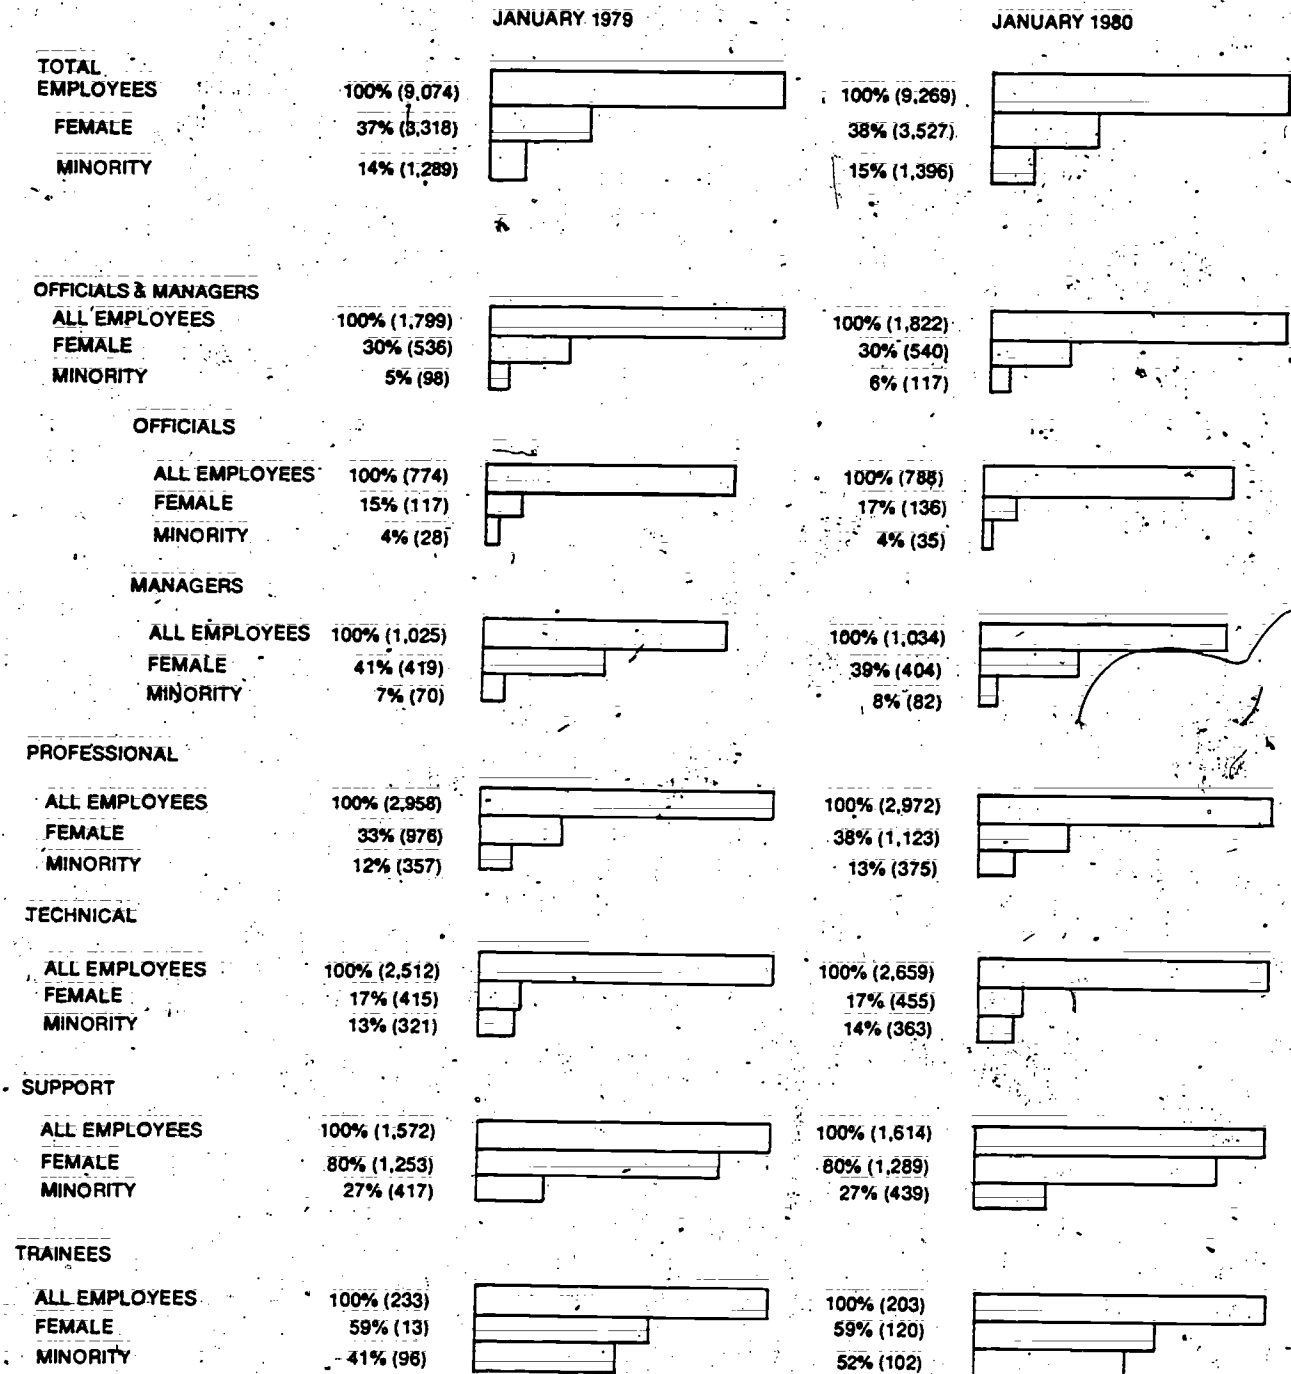 JANUARY 1979 JANUARY 1980
TOTAL
EMPLOYEES 100% (9,074) 100% (9,269)
FEMALE 37% (3,318) 38% (3,527)
MINORITY 14% (1,289) 15% (1,396)
OFFICIALS & MANAGERS
ALL EMPLOYEES 100% (1,799) 100% (1,822)
FEMALE 30% (536) 30% (540)
MINORITY 5% (98) 6% (117)
OFFICIALS
ALL EMPLOYEES 100% (774) 100% (788)
FEMALE 15% (117) 17% (136)
MINORITY 4% (28) 4% (35)
MANAGERS
ALL EMPLOYEES 100% (1,025) 100% (1,034)
FEMALE 41% (419) 39% (404)
MINORITY 7% (70) 8% (82)
PROFESSIONAL
ALL EMPLOYEES 100% (2,958) 100% (2,972)
FEMALE 33% (976) 38% (1,123)
MINORITY 12% (357) 13% (375)
TECHNICAL
ALL EMPLOYEES 100% (2,512) 100% (2,659)
FEMALE 17% (415) 17% (455)
MINORITY 13% (321) 14% (363)
SUPPORT
ALL EMPLOYEES 100% (1,572) 100% (1,614)
FEMALE 80% (1,253) 80% (1,289)
MINORITY 27% (417) 27% (439)
TRAINEES
ALL EMPLOYEES 100% (233) 100% (203)
FEMALE 59% (13) 59% (120)
MINORITY 41% (96) 52% (102)